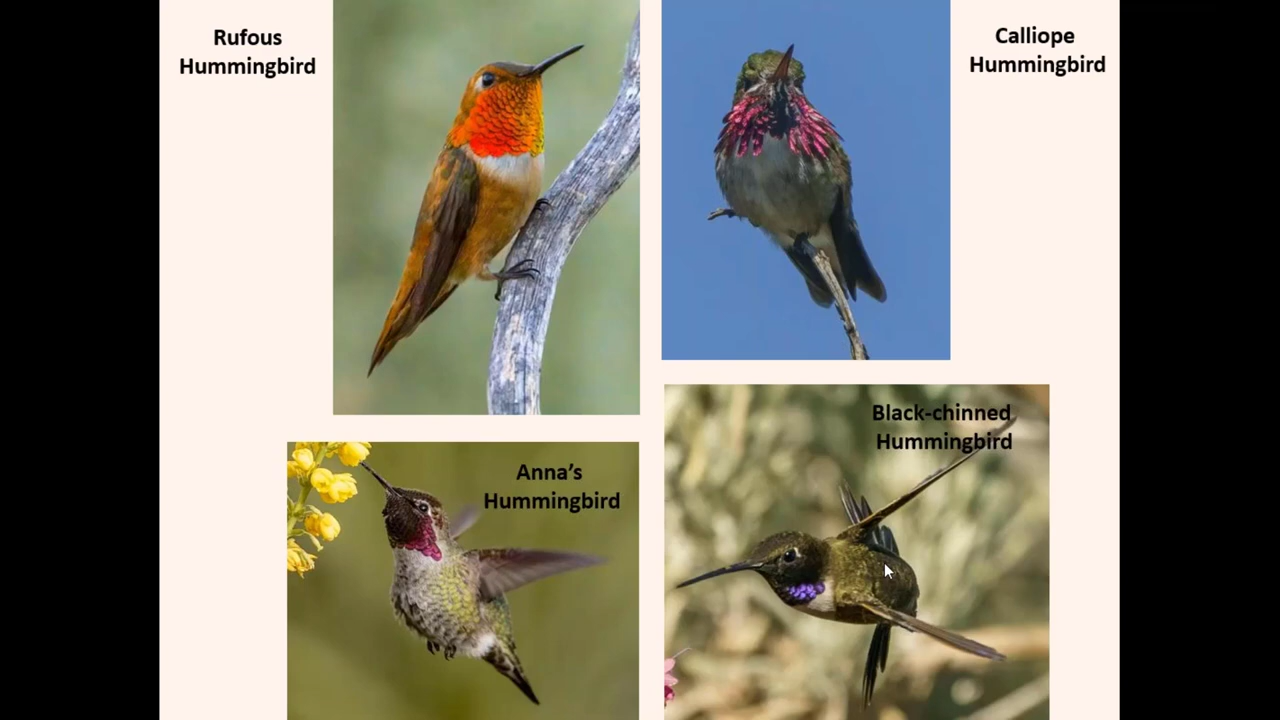 Rufous
Hummingbird
Calliope
Hummingbird
Anna’s
Hummingbird
Black-chinned
Hummingbird